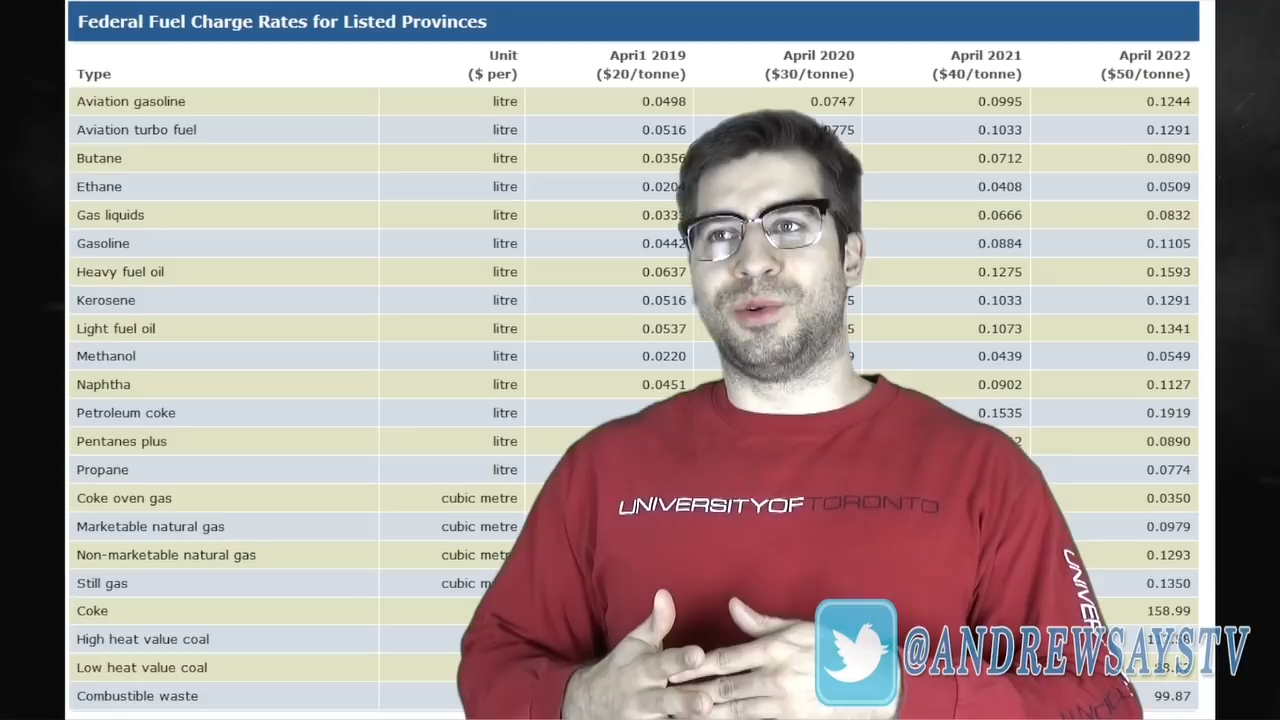 Federal Fuel Charge Rates for Listed Provinces
Unit Apri1 2019 April 2020 April 2021 April 2022
Type ($ per) ($20/tonne) ($30/tonne) ($40/tonne) ($50/tonne)
Aviation gasoline litre 0.0498 0.0747 0.0995 0.1244
Aviation turbo fuel litre 0.0516 0.1033 0.1291
Butane litre 0.0356 0.0712 0.0890
Ethane litre 0.0408 0.0509
Gas liquids litre 0.0666 0.0832
Gasoline litre 0.0442 0.0884 0.1105
Heavy fuel oil litre 0.0637 0.1275 0.1593
Kerosene litre 0.0516 0.1033 0.1291
Light fuel oil litre 0.0537 0.1073 0.1341
Methanol litre 0.0220 0.0439 0.0549
Naphtha litre 0.0451 0.0902 0.1127
Petroleum coke litre 0.1535 0.1919
Pentanes plus litre 0.0890
Propane litre 0.0774
Coke oven gas cubic metre 0.0350
UNIVERSITYOF TORONTO
Marketable natural gas cubic metre 0.0979
Non-marketable natural gas cubic metre 0.1293
Still gas cubic 0.1350
Coke 158.99
High heat value coal
@ANDREWSAYSTV
Low heat value coal
Combustible waste 99.87